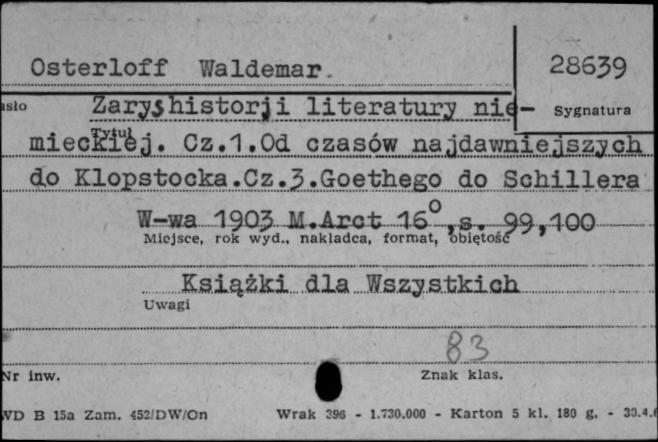 Osterloff Waldemar.
28639
asło
Zarys historji literatury nie-
Sygnatura
Tytuł
mieckiej. Cz.1.Od czasów najdawniejszych
do Klopstocka.Cz.3.Goethego do Schillera
W-wa 1903 M.Arct 16°,s. 99,100
Miejsce, rok wyd., nakładca, format, objętość
Książki dla Wszystkich
Uwagi
83
Nr inw.
Znak klas.
WD B 15a Zam. 452/DW/On Wrak 396 - 1.730.000 - Karton 5 kl. 180 g. - 30.4.6